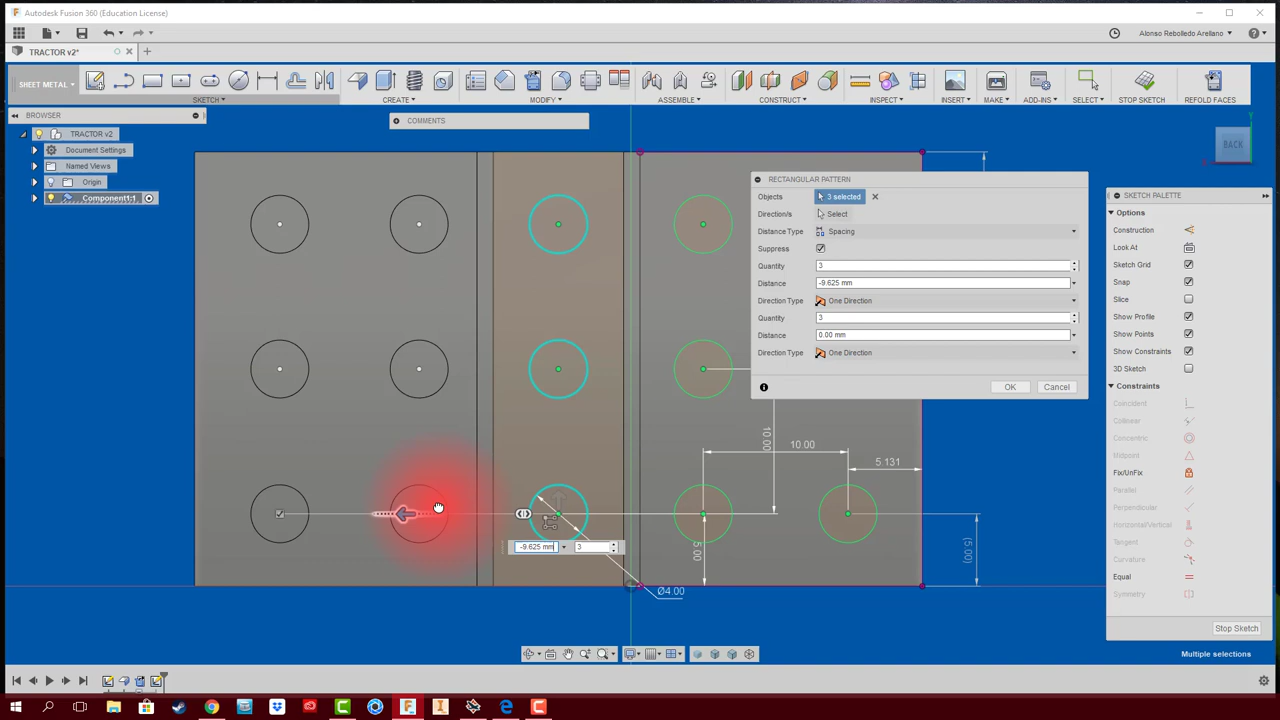 Autodesk Fusion 360 (Education License)
Alonso Rebolledo Arellano
TRACTOR v2*
SHEET METAL
SKETCH
CREATE
MODIFY
ASSEMBLE
CONSTRUCT
INSPECT
INSERT
MAKE
ADD-INS
SELECT
STOP SKETCH
REFOLD FACES
BROWSER
COMMENTS
TRACTOR v2
Document Settings
Named Views
Origin
Component1:1
BACK
RECTANGULAR PATTERN
Objects 3 selected
Direction/s Select
Distance Type Spacing
Suppress
Quantity 3
Distance -9.625 mm
Direction Type One Direction
Quantity 3
Distance 0.00 mm
Direction Type One Direction
OK Cancel
SKETCH PALETTE
Options
Construction
Look At
Sketch Grid
Snap
Slice
Show Profile
Show Points
Show Constraints
3D Sketch
Constraints
Coincident
Collinear
Concentric
Midpoint
Fix/UnFix
Parallel
Perpendicular
Horizontal/Vertical
Tangent
Curvature
Equal
Symmetry
Stop Sketch
10.00
10.00
5.131
5.00
(5.00)
Ø4.00
-9.625 mm 3
Multiple selections